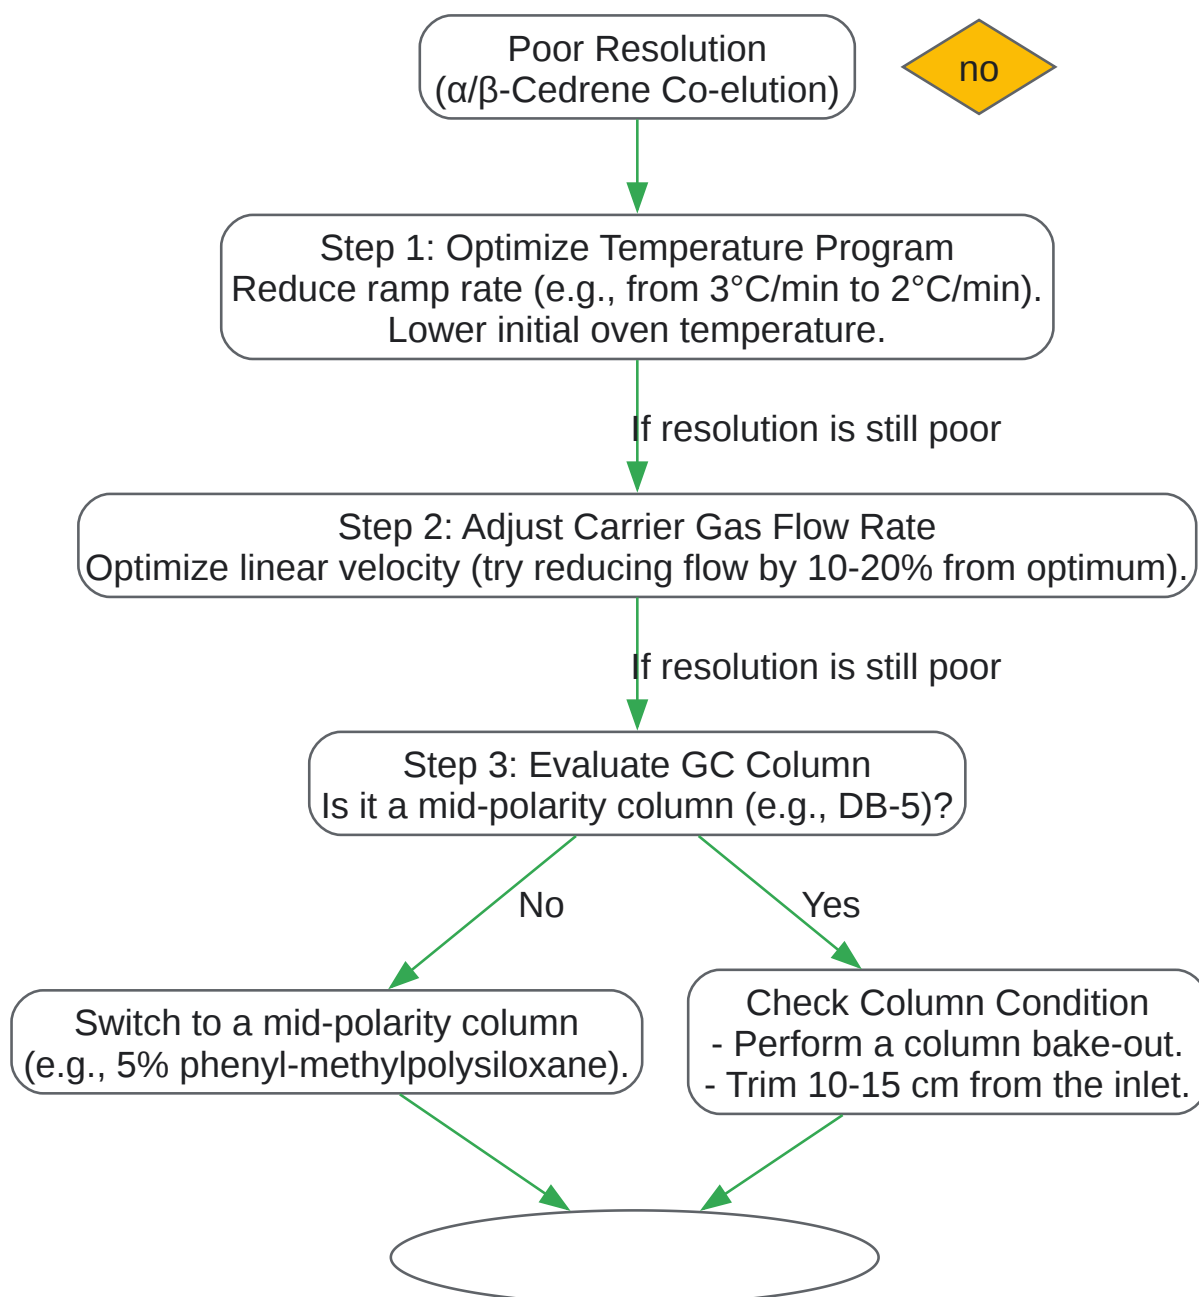 Poor Resolution
(α/β-Cedrene Co-elution)
no
Step 1: Optimize Temperature Program
Reduce ramp rate (e.g., from 3°C/min to 2°C/min).
Lower initial oven temperature.
If resolution is still poor
Step 2: Adjust Carrier Gas Flow Rate
Optimize linear velocity (try reducing flow by 10-20% from optimum).
If resolution is still poor
Step 3: Evaluate GC Column
Is it a mid-polarity column (e.g., DB-5)?
No
Yes
Switch to a mid-polarity column
(e.g., 5% phenyl-methylpolysiloxane).
Check Column Condition
- Perform a column bake-out.
- Trim 10-15 cm from the inlet.